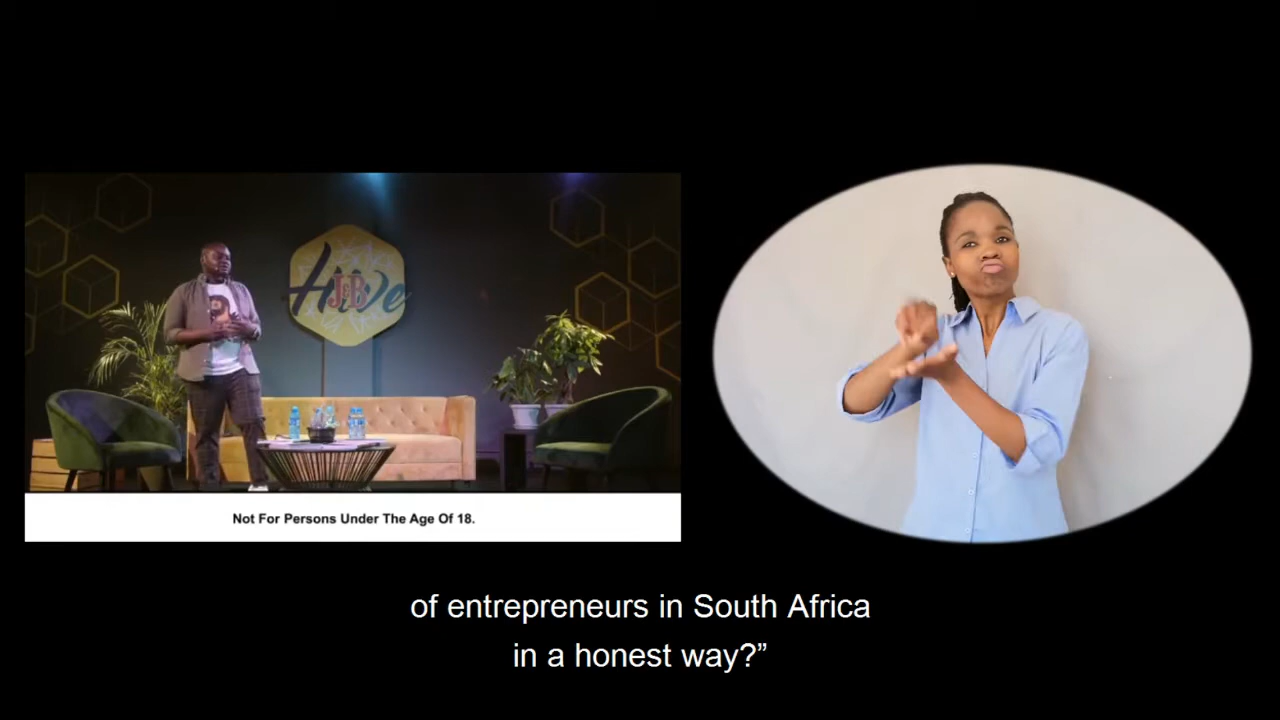 J&B
Hive
Not For Persons Under The Age Of 18.
of entrepreneurs in South Africa
in a honest way?”